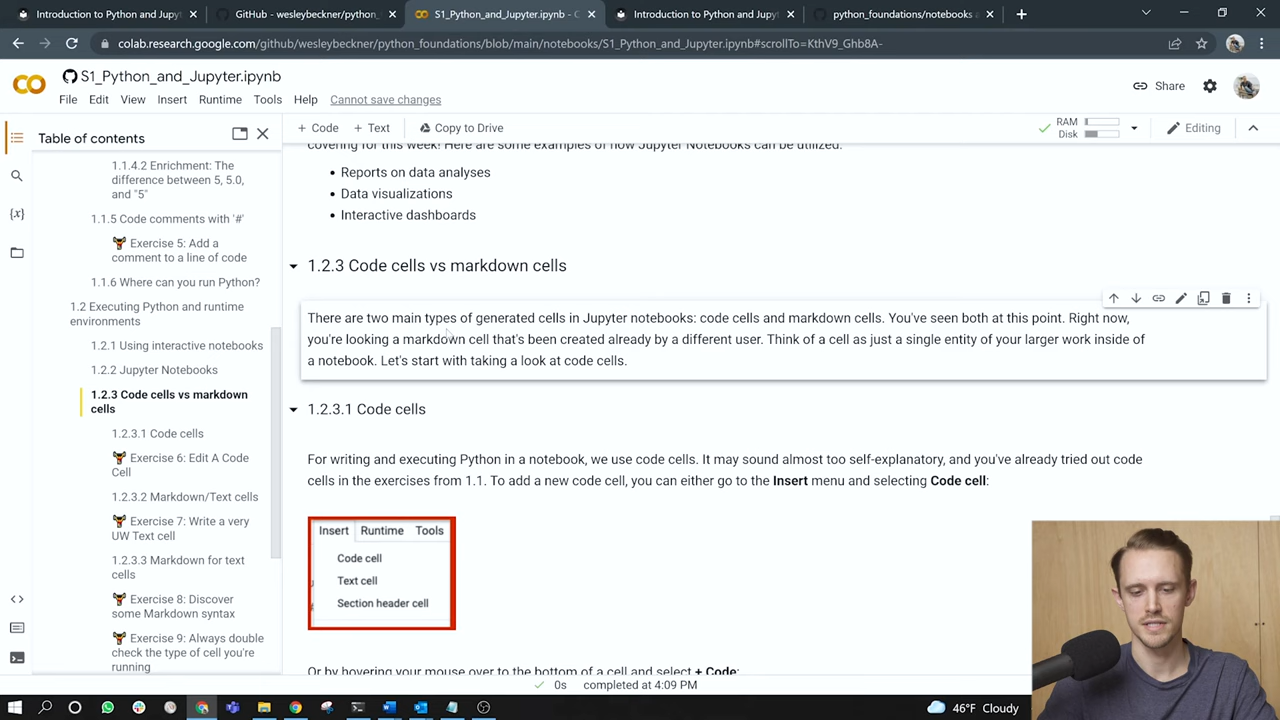 Introduction to Python and Jupyt
GitHub - wesleybeckner/python_
S1_Python_and_Jupyter.ipynb - C
Introduction to Python and Jupyt
python_foundations/notebooks a
colab.research.google.com/github/wesleybeckner/python_foundations/blob/main/notebooks/S1_Python_and_Jupyter.ipynb#scrollTo=KthV9_Ghb8A-
S1_Python_and_Jupyter.ipynb
File Edit View Insert Runtime Tools Help Cannot save changes
Share
+ Code + Text Copy to Drive
RAM
Disk
Editing
Table of contents
1.1.4.2 Enrichment: The
difference between 5, 5.0,
and "5"
1.1.5 Code comments with '#'
Exercise 5: Add a
comment to a line of code
1.1.6 Where can you run Python?
1.2 Executing Python and runtime
environments
1.2.1 Using interactive notebooks
1.2.2 Jupyter Notebooks
1.2.3 Code cells vs markdown
cells
1.2.3.1 Code cells
Exercise 6: Edit A Code
Cell
1.2.3.2 Markdown/Text cells
Exercise 7: Write a very
UW Text cell
1.2.3.3 Markdown for text
cells
Exercise 8: Discover
some Markdown syntax
Exercise 9: Always double
check the type of cell you're
running
covering for this week! Here are some examples of how Jupyter Notebooks can be utilized:
• Reports on data analyses
• Data visualizations
• Interactive dashboards
1.2.3 Code cells vs markdown cells
There are two main types of generated cells in Jupyter notebooks: code cells and markdown cells. You've seen both at this point. Right now,
you're looking a markdown cell that's been created already by a different user. Think of a cell as just a single entity of your larger work inside of
a notebook. Let's start with taking a look at code cells.
1.2.3.1 Code cells
For writing and executing Python in a notebook, we use code cells. It may sound almost too self-explanatory, and you've already tried out code
cells in the exercises from 1.1. To add a new code cell, you can either go to the Insert menu and selecting Code cell:
Insert Runtime Tools
Code cell
Text cell
Section header cell
Or by hovering your mouse over to the bottom of a cell and select + Code:
0s completed at 4:09 PM
46°F Cloudy